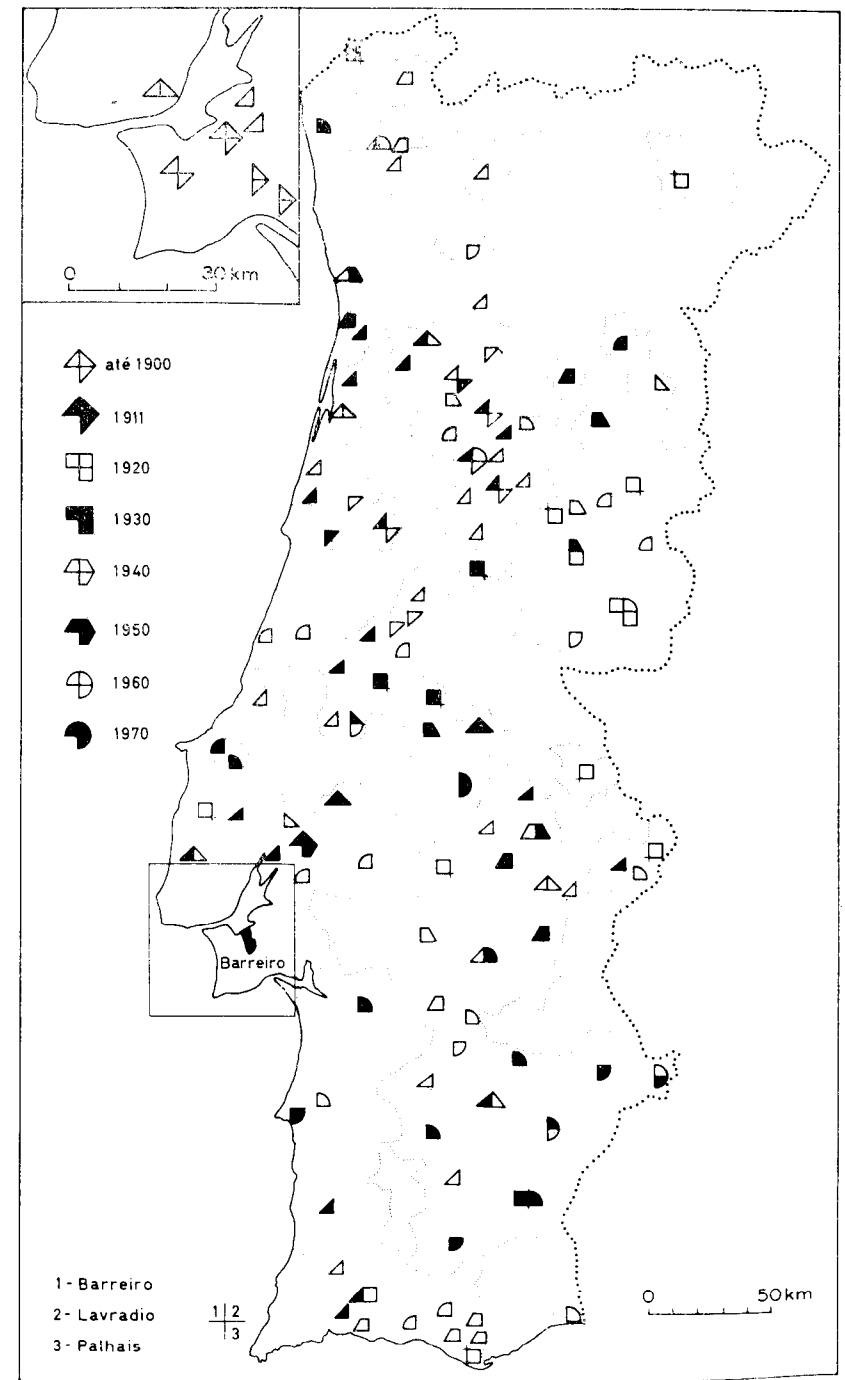 0 30 km
até 1900
1911
1920
1930
1940
1950
1960
1970
Barreiro
1 - Barreiro
2 - Lavradio
3 - Palhais
1 2
3
0 50 km